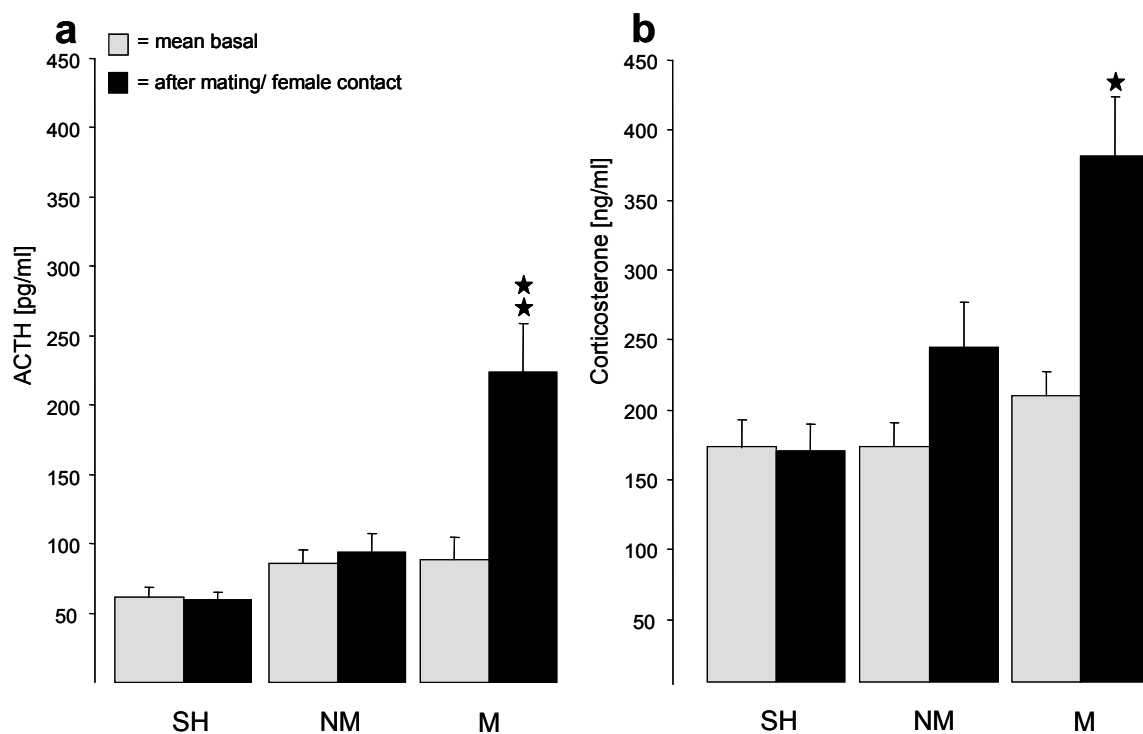 a
= mean basal
= after mating/ female contact
450
400
350
300
250
200
150
100
50
ACTH [pg/ml]
SH NM M
b
450
400
350
300
250
200
150
100
50
Corticosterone [ng/ml]
SH NM M